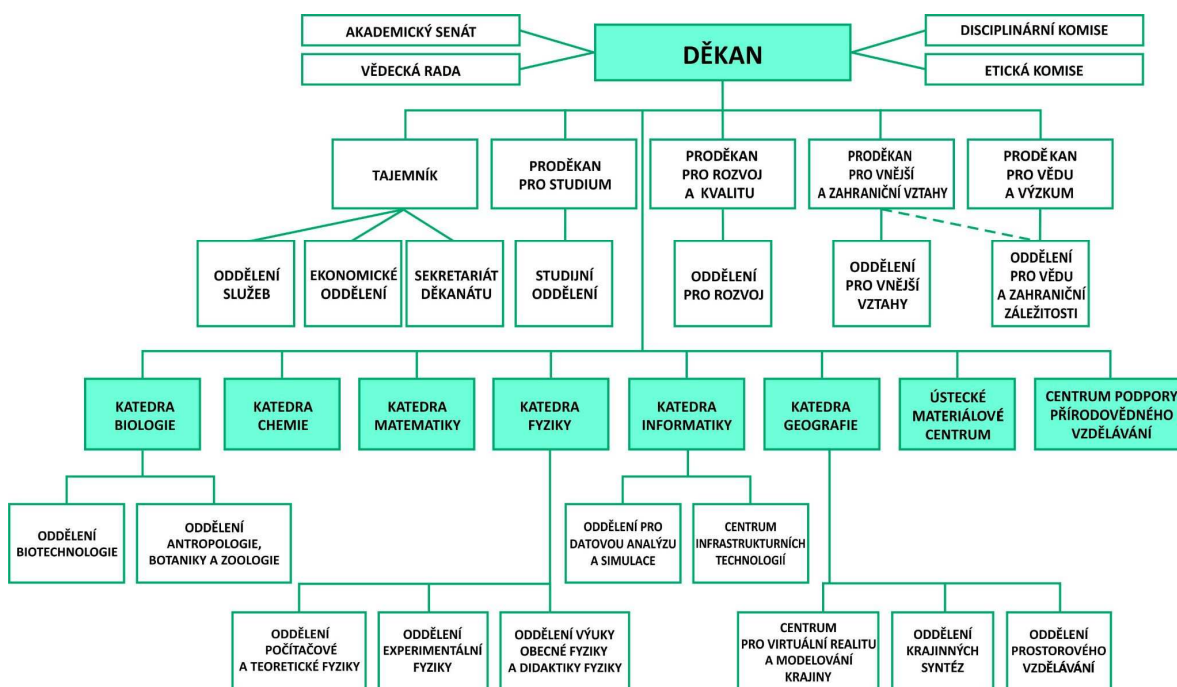 AKADEMICKÝ SENÁT
VĚDECKÁ RADA
DĚKAN
DISCIPLINÁRNÍ KOMISE
ETICKÁ KOMISE
TAJEMNÍK
PRODĚKAN
PRO STUDIUM
PRODĚKAN
PRO ROZVOJ
A KVALITU
PRODĚKAN
PRO VNĚJŠÍ
A ZAHRANIČNÍ VZTAHY
PRODĚKAN
PRO VĚDU
A VÝZKUM
ODDĚLENÍ
SLUŽEB
EKONOMICKÉ
ODDĚLENÍ
SEKRETARIÁT
DĚKANÁTU
STUDIJNÍ
ODDĚLENÍ
ODDĚLENÍ
PRO ROZVOJ
ODDĚLENÍ
PRO VNĚJŠÍ
VZTAHY
ODDĚLENÍ
PRO VĚDU
A ZAHRANIČNÍ
ZÁLEŽITOSTI
KATEDRA
BIOLOGIE
KATEDRA
CHEMIE
KATEDRA
MATEMATIKY
KATEDRA
FYZIKY
KATEDRA
INFORMATIKY
KATEDRA
GEOGRAFIE
ÚSTECKÉ
MATERIÁLOVÉ
CENTRUM
CENTRUM PODPORY
PŘÍRODOVĚDNÉHO
VZDĚLÁVÁNÍ
ODDĚLENÍ
BIOTECHNOLOGIE
ODDĚLENÍ
ANTROPOLOGIE,
BOTANIKY A ZOOLOGIE
ODDĚLENÍ PRO
DATOVOU ANALÝZU
A SIMULACE
CENTRUM
INFRASTRUKTURNÍCH
TECHNOLOGIÍ
ODDĚLENÍ
POČÍTAČOVÉ
A TEORETICKÉ FYZIKY
ODDĚLENÍ
EXPERIMENTÁLNÍ
FYZIKY
ODDĚLENÍ VÝUKY
OBECNÉ FYZIKY
A DIDAKTIKY FYZIKY
CENTRUM
PRO VIRTUÁLNÍ REALITU
A MODELOVÁNÍ
KRAJINY
ODDĚLENÍ
KRAJINNÝCH
SYNTÉZ
ODDĚLENÍ
PROSTOROVÉHO
VZDĚLÁVÁNÍ